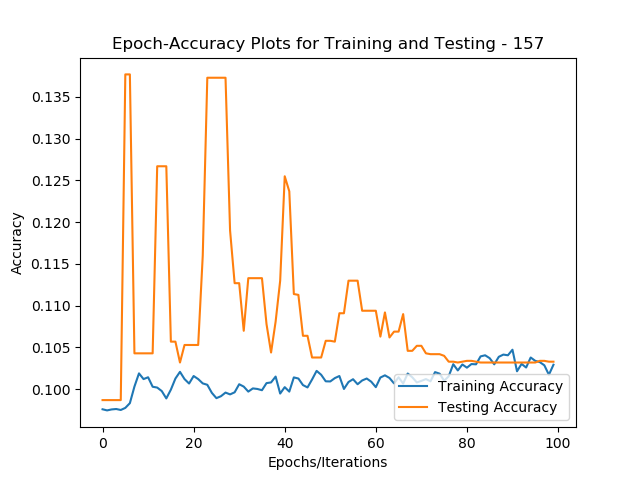 Epoch-Accuracy Plots for Training and Testing - 157
Accuracy
0.135
0.130
0.125
0.120
0.115
0.110
0.105
0.100
Training Accuracy
Testing Accuracy
0 20 40 60 80 100
Epochs/Iterations